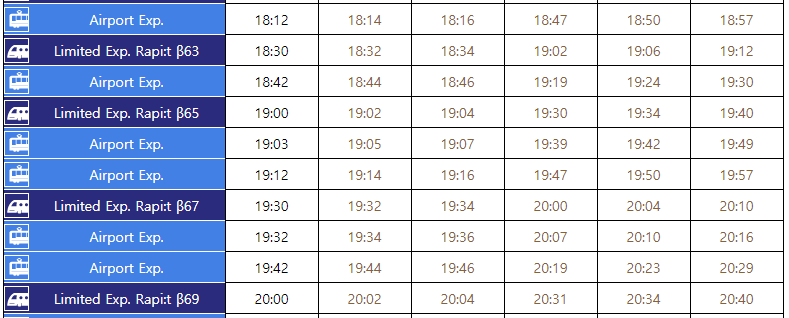 Airport Exp. 18:12 18:14 18:16 18:47 18:50 18:57
Limited Exp. Rapi:t β63 18:30 18:32 18:34 19:02 19:06 19:12
Airport Exp. 18:42 18:44 18:46 19:19 19:24 19:30
Limited Exp. Rapi:t β65 19:00 19:02 19:04 19:30 19:34 19:40
Airport Exp. 19:03 19:05 19:07 19:39 19:42 19:49
Airport Exp. 19:12 19:14 19:16 19:47 19:50 19:57
Limited Exp. Rapi:t β67 19:30 19:32 19:34 20:00 20:04 20:10
Airport Exp. 19:32 19:34 19:36 20:07 20:10 20:16
Airport Exp. 19:42 19:44 19:46 20:19 20:23 20:29
Limited Exp. Rapi:t β69 20:00 20:02 20:04 20:31 20:34 20:40